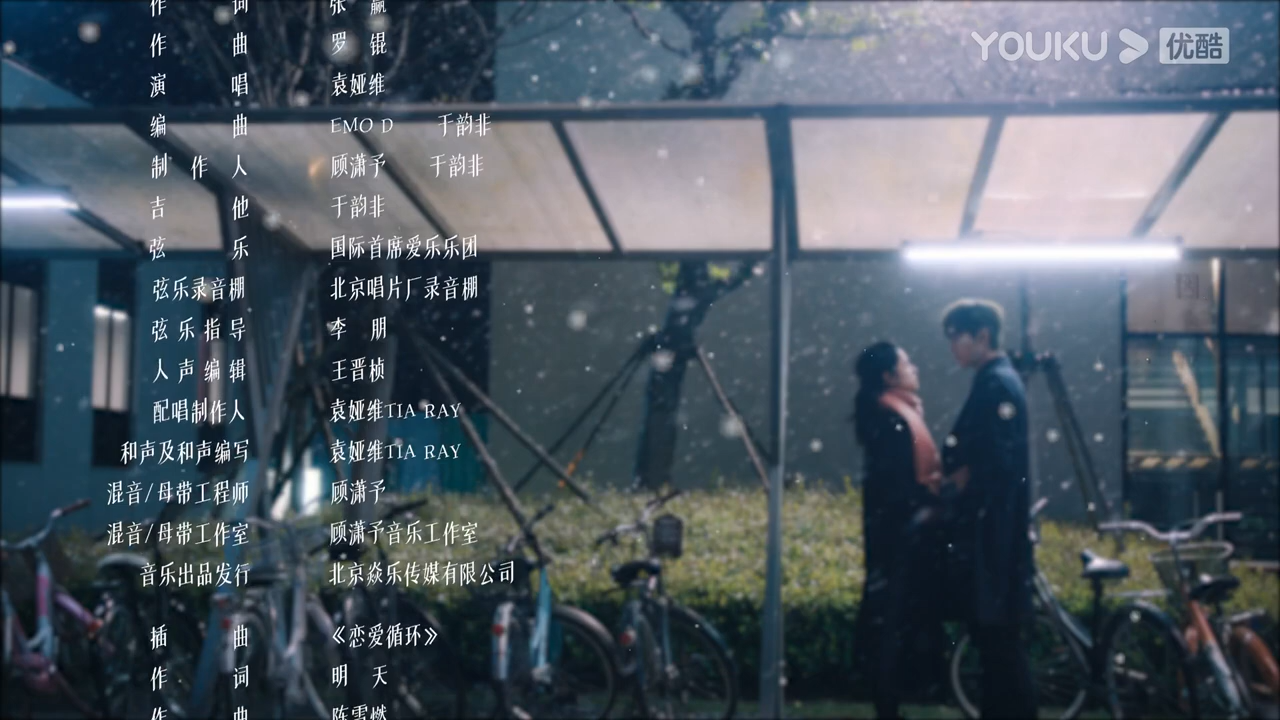 作词 张赢
YOUKU 优酷
作曲 罗锟
演唱 袁娅维
编曲 EMO D 于韵非
制作人 顾潇予 于韵非
吉他 于韵非
弦乐 国际首席爱乐乐团
弦乐录音棚 北京唱片厂录音棚
弦乐指导 李朋
人声编辑 王晋桢
配唱制作人 袁娅维TIA RAY
和声及和声编写 袁娅维TIA RAY
混音/母带工程师 顾潇予
混音/母带工作室 顾潇予音乐工作室
音乐出品发行 北京焱乐传媒有限公司
插曲 《恋爱循环》
作词 明天
作曲 陈雪燃